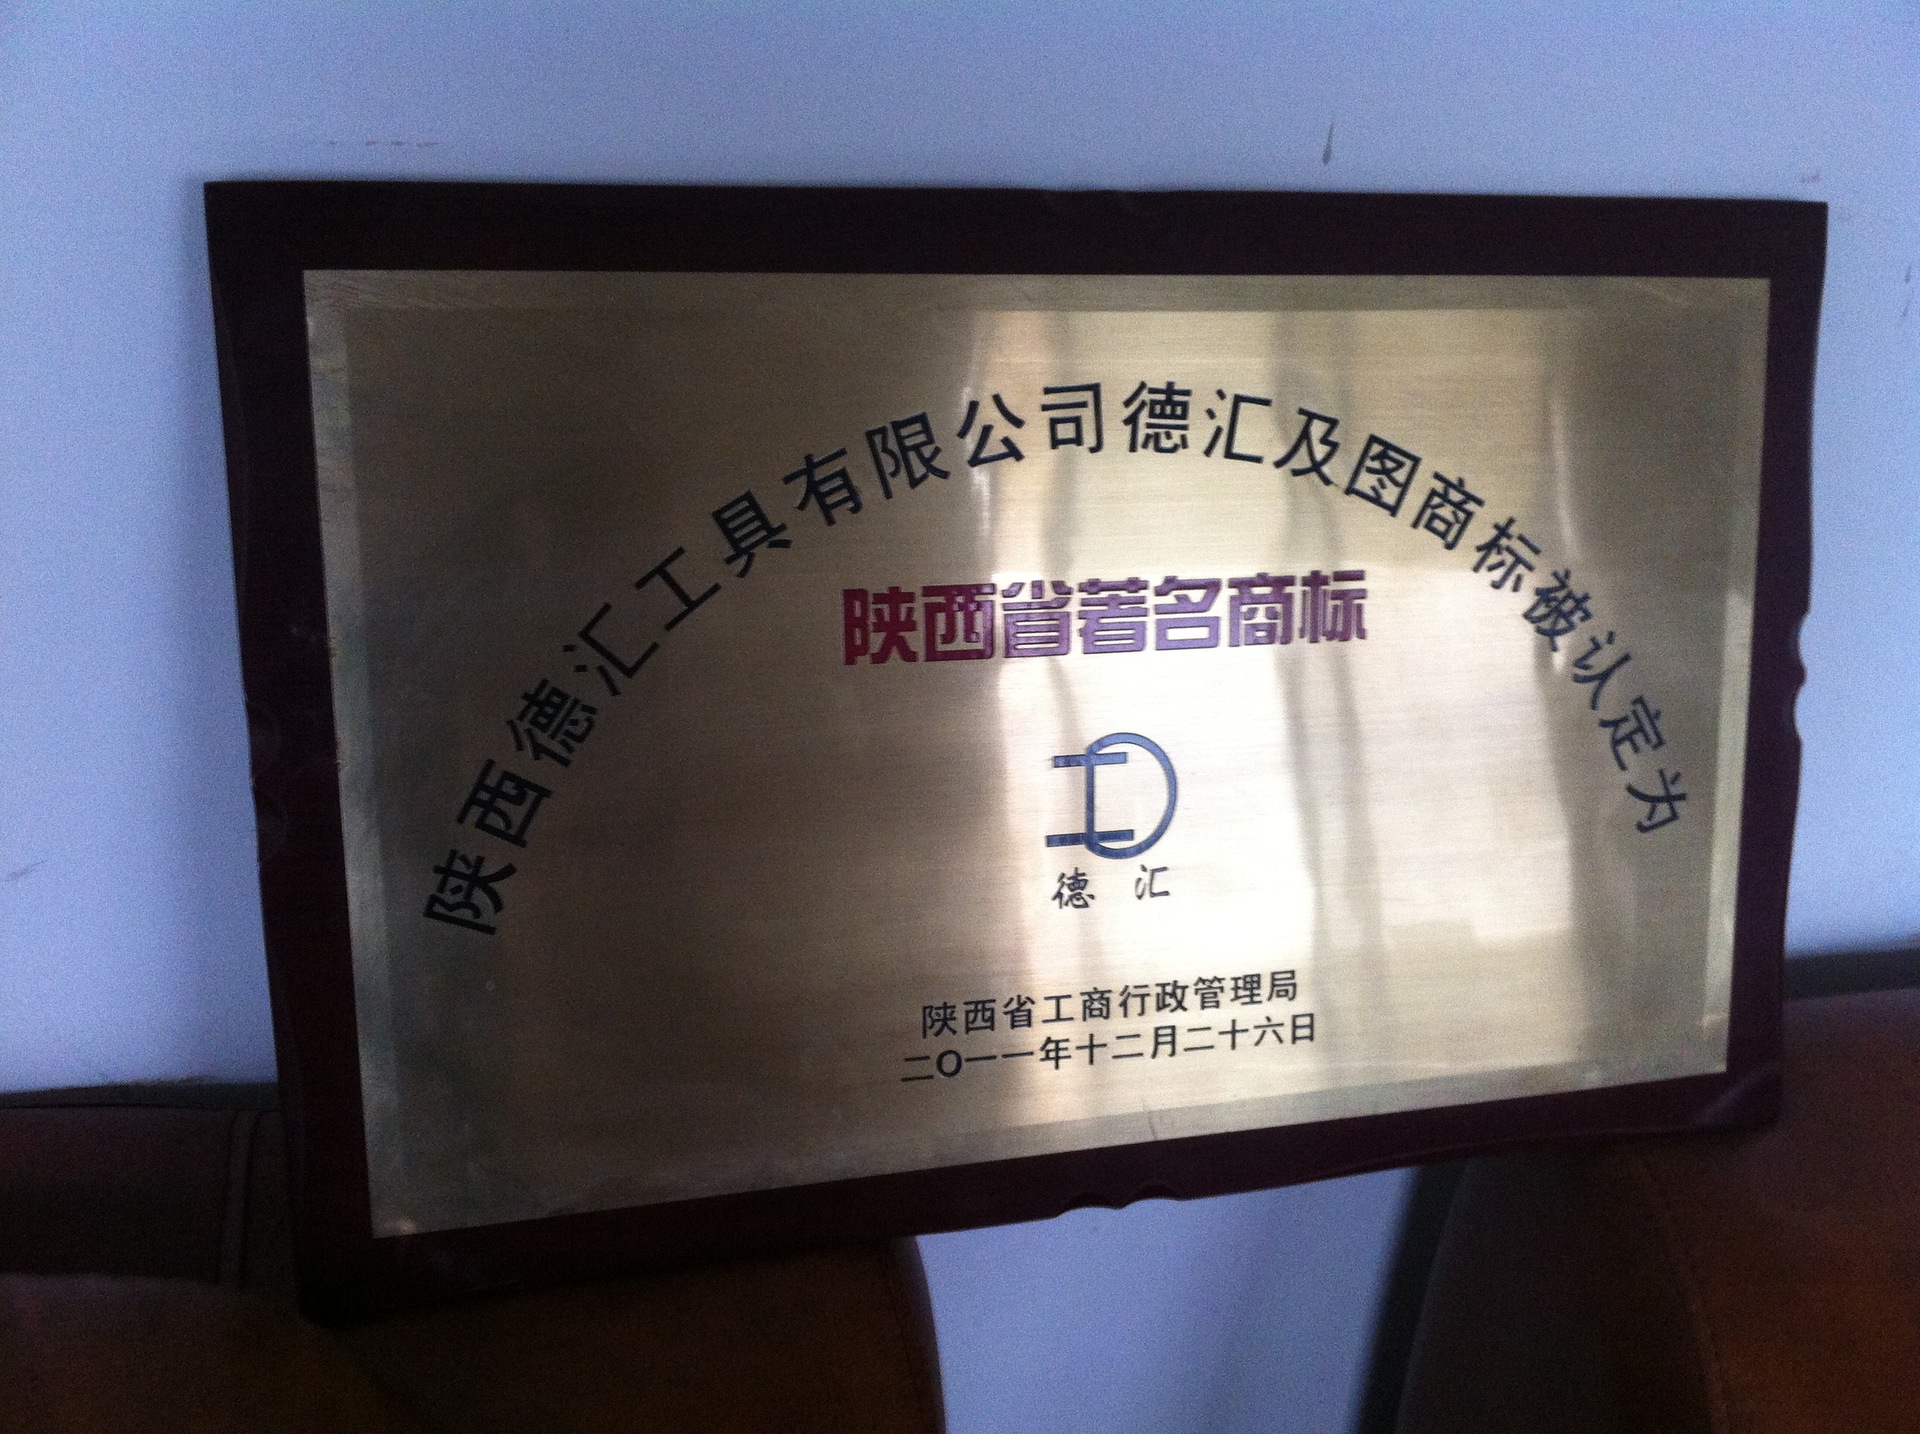 陕西德汇工具有限公司德汇及图商标被认定为
陕西省著名商标
德 汇
陕西省工商行政管理局
二〇一一年十二月二十六日